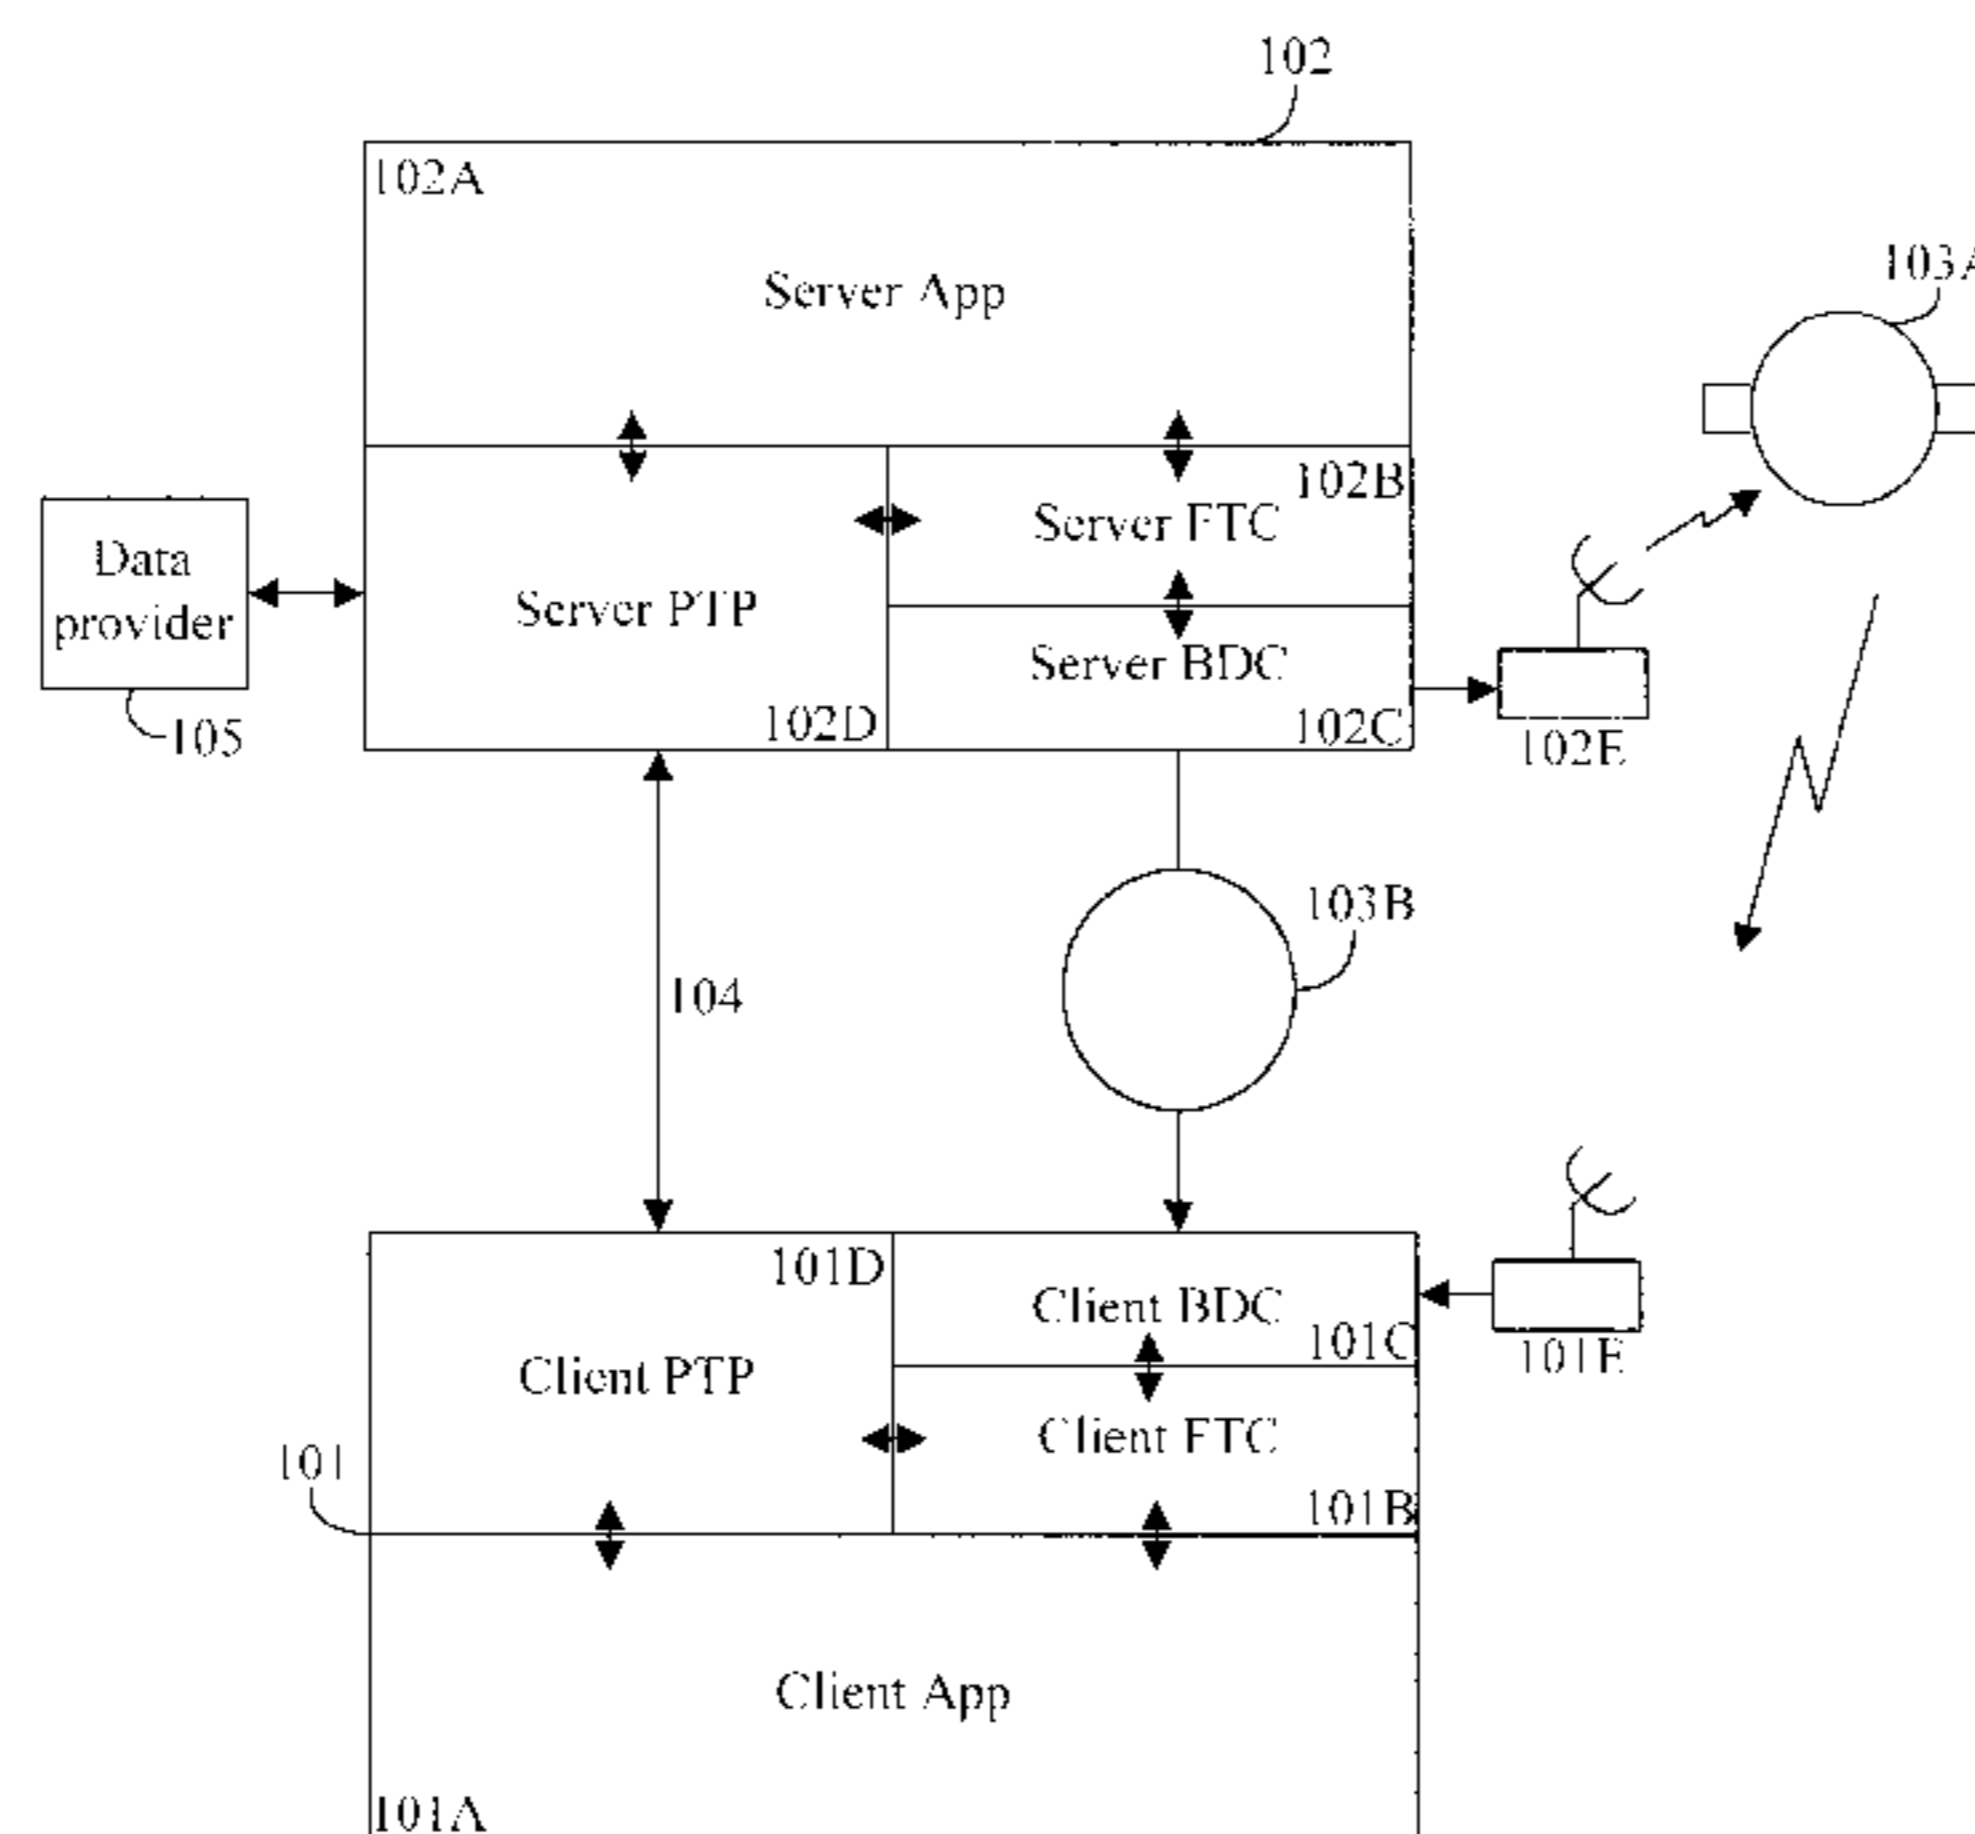 102
102A
Server App
103A
102B
Server FTC
Data
provider
Server PTP
Server BDC
102D
102C
105
102E
103B
104
101D
Client BDC
101C
Client PTP
101E
Client FTC
101
101B
Client App
101A